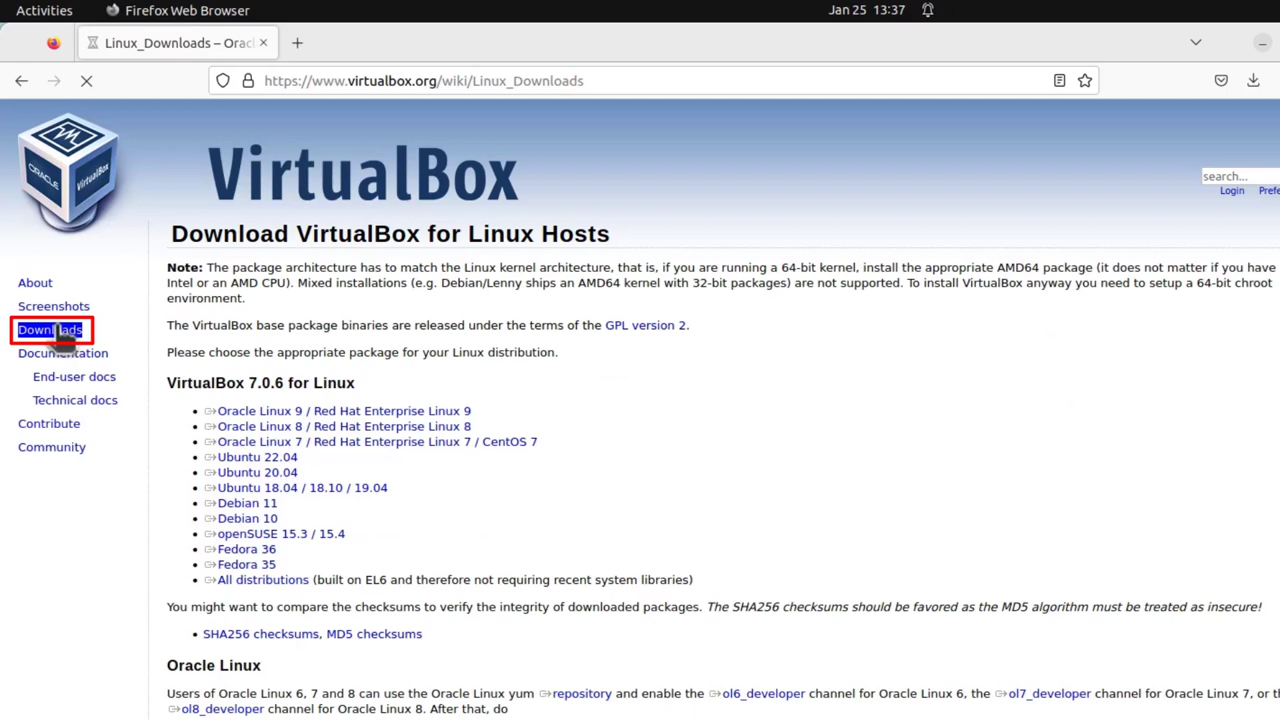 Activities Firefox Web Browser Jan 25 13:37
Linux_Downloads – Orac
https://www.virtualbox.org/wiki/Linux_Downloads
ORACLE VirtualBox
VirtualBox
search...
Login Prefe
Download VirtualBox for Linux Hosts
About
Screenshots
Downloads
Documentation
End-user docs
Technical docs
Contribute
Community
Note: The package architecture has to match the Linux kernel architecture, that is, if you are running a 64-bit kernel, install the appropriate AMD64 package (it does not matter if you have
Intel or an AMD CPU). Mixed installations (e.g. Debian/Lenny ships an AMD64 kernel with 32-bit packages) are not supported. To install VirtualBox anyway you need to setup a 64-bit chroot
environment.
The VirtualBox base package binaries are released under the terms of the GPL version 2.
Please choose the appropriate package for your Linux distribution.
VirtualBox 7.0.6 for Linux
• Oracle Linux 9 / Red Hat Enterprise Linux 9
• Oracle Linux 8 / Red Hat Enterprise Linux 8
• Oracle Linux 7 / Red Hat Enterprise Linux 7 / CentOS 7
• Ubuntu 22.04
• Ubuntu 20.04
• Ubuntu 18.04 / 18.10 / 19.04
• Debian 11
• Debian 10
• openSUSE 15.3 / 15.4
• Fedora 36
• Fedora 35
• All distributions (built on EL6 and therefore not requiring recent system libraries)
You might want to compare the checksums to verify the integrity of downloaded packages. The SHA256 checksums should be favored as the MD5 algorithm must be treated as insecure!
• SHA256 checksums, MD5 checksums
Oracle Linux
Users of Oracle Linux 6, 7 and 8 can use the Oracle Linux yum repository and enable the ol6_developer channel for Oracle Linux 6, the ol7_developer channel for Oracle Linux 7, or th
ol8_developer channel for Oracle Linux 8. After that, do